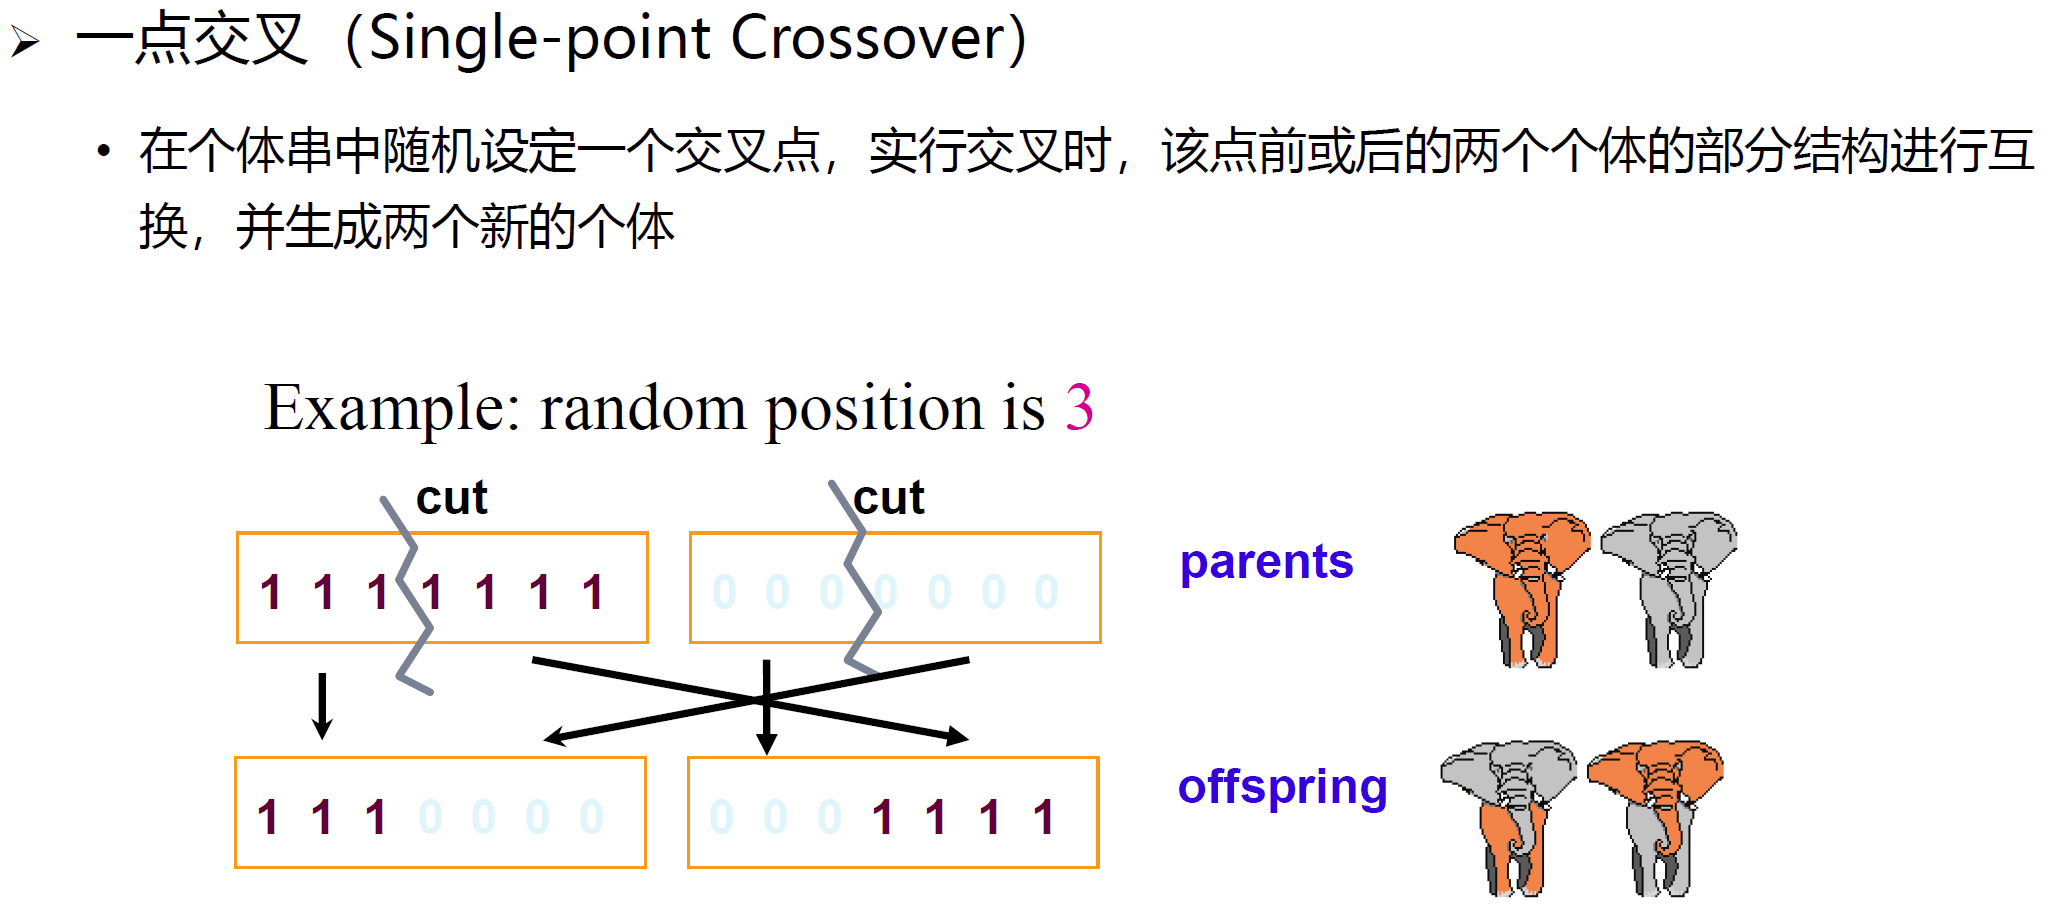 ➢ 一点交叉（Single-point Crossover）
• 在个体串中随机设定一个交叉点，实行交叉时，该点前或后的两个个体的部分结构进行互
换，并生成两个新的个体
Example: random position is 3
cut cut
1 1 1 1 1 1 1 0 0 0 0 0 0 0 parents
1 1 1 0 0 0 0 0 0 0 1 1 1 1 offspring